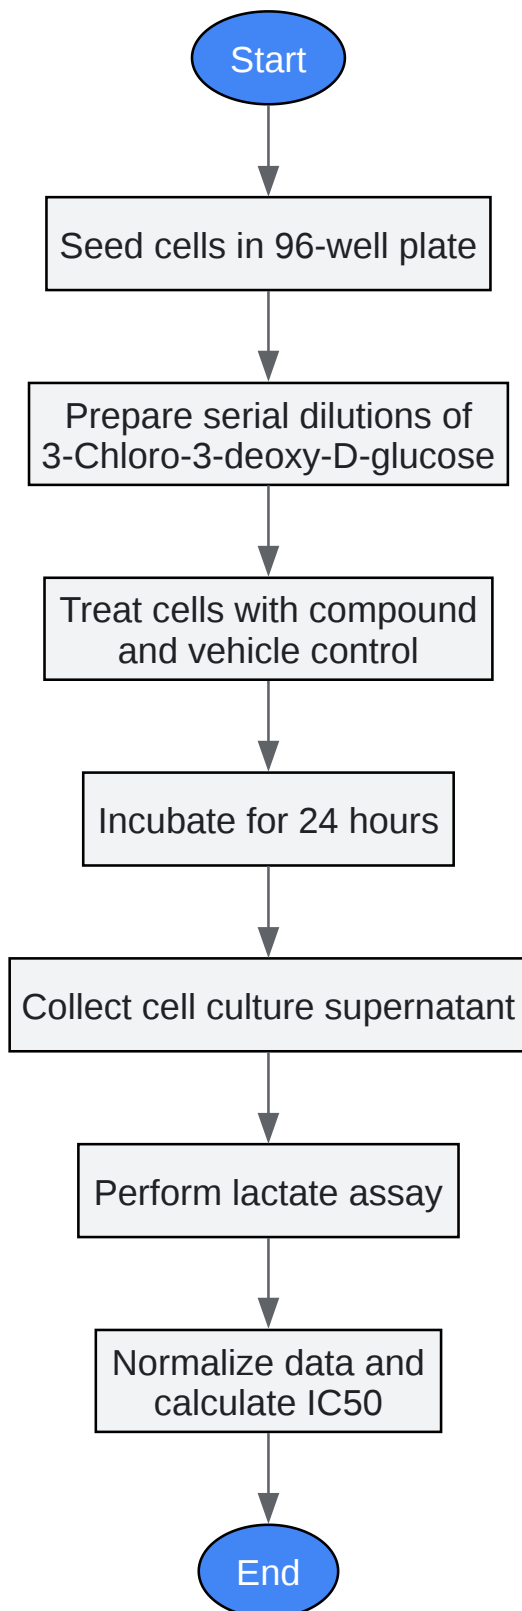 Start
Seed cells in 96-well plate
Prepare serial dilutions of
3-Chloro-3-deoxy-D-glucose
Treat cells with compound
and vehicle control
Incubate for 24 hours
Collect cell culture supernatant
Perform lactate assay
Normalize data and
calculate IC50
End